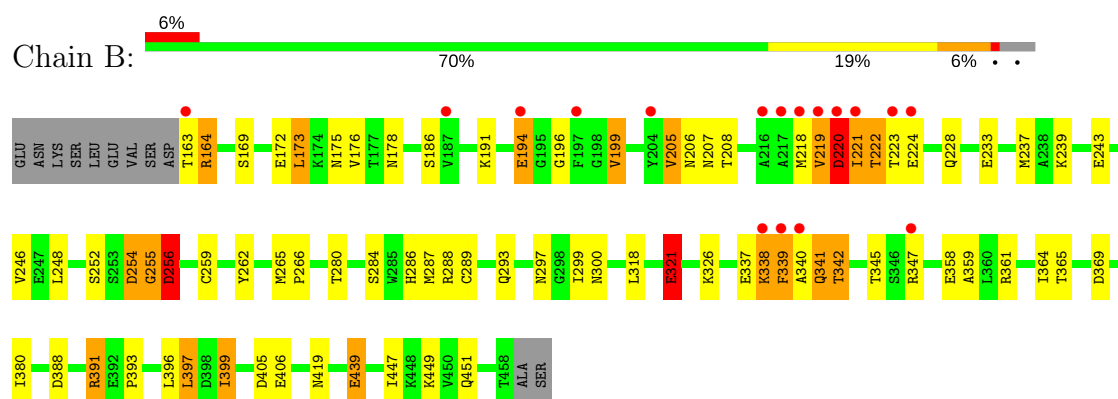 6%
Chain B:
70% 19% 6% • •
GLU ASN LYS SER LEU GLU VAL SER ASP T163 R164 S169 E172 L173 K174 N175 V176 T177 N178 S186 V187 K191 E194 G195 G196 F197 G198 V199 Y204 V205 N206 N207 T208 A216 A217 M218 V219 D220 I221 T222 T223 E224 Q228 E233 M237 A238 K239 E243
V246 E247 L248 S252 S253 D254 G255 D256 C259 Y262 M265 P266 T280 S284 W285 H286 M287 R288 C289 Q293 N297 G298 I299 N300 L318 E321 K326 E337 K338 F339 A340 Q341 T342 T345 S346 R347 E358 A359 L360 R361 I364 T365 D369
I380 D388 R391 E392 P393 L396 L397 D398 I399 D405 E406 N419 E439 I447 K448 K449 V450 Q451 T458 ALA SER